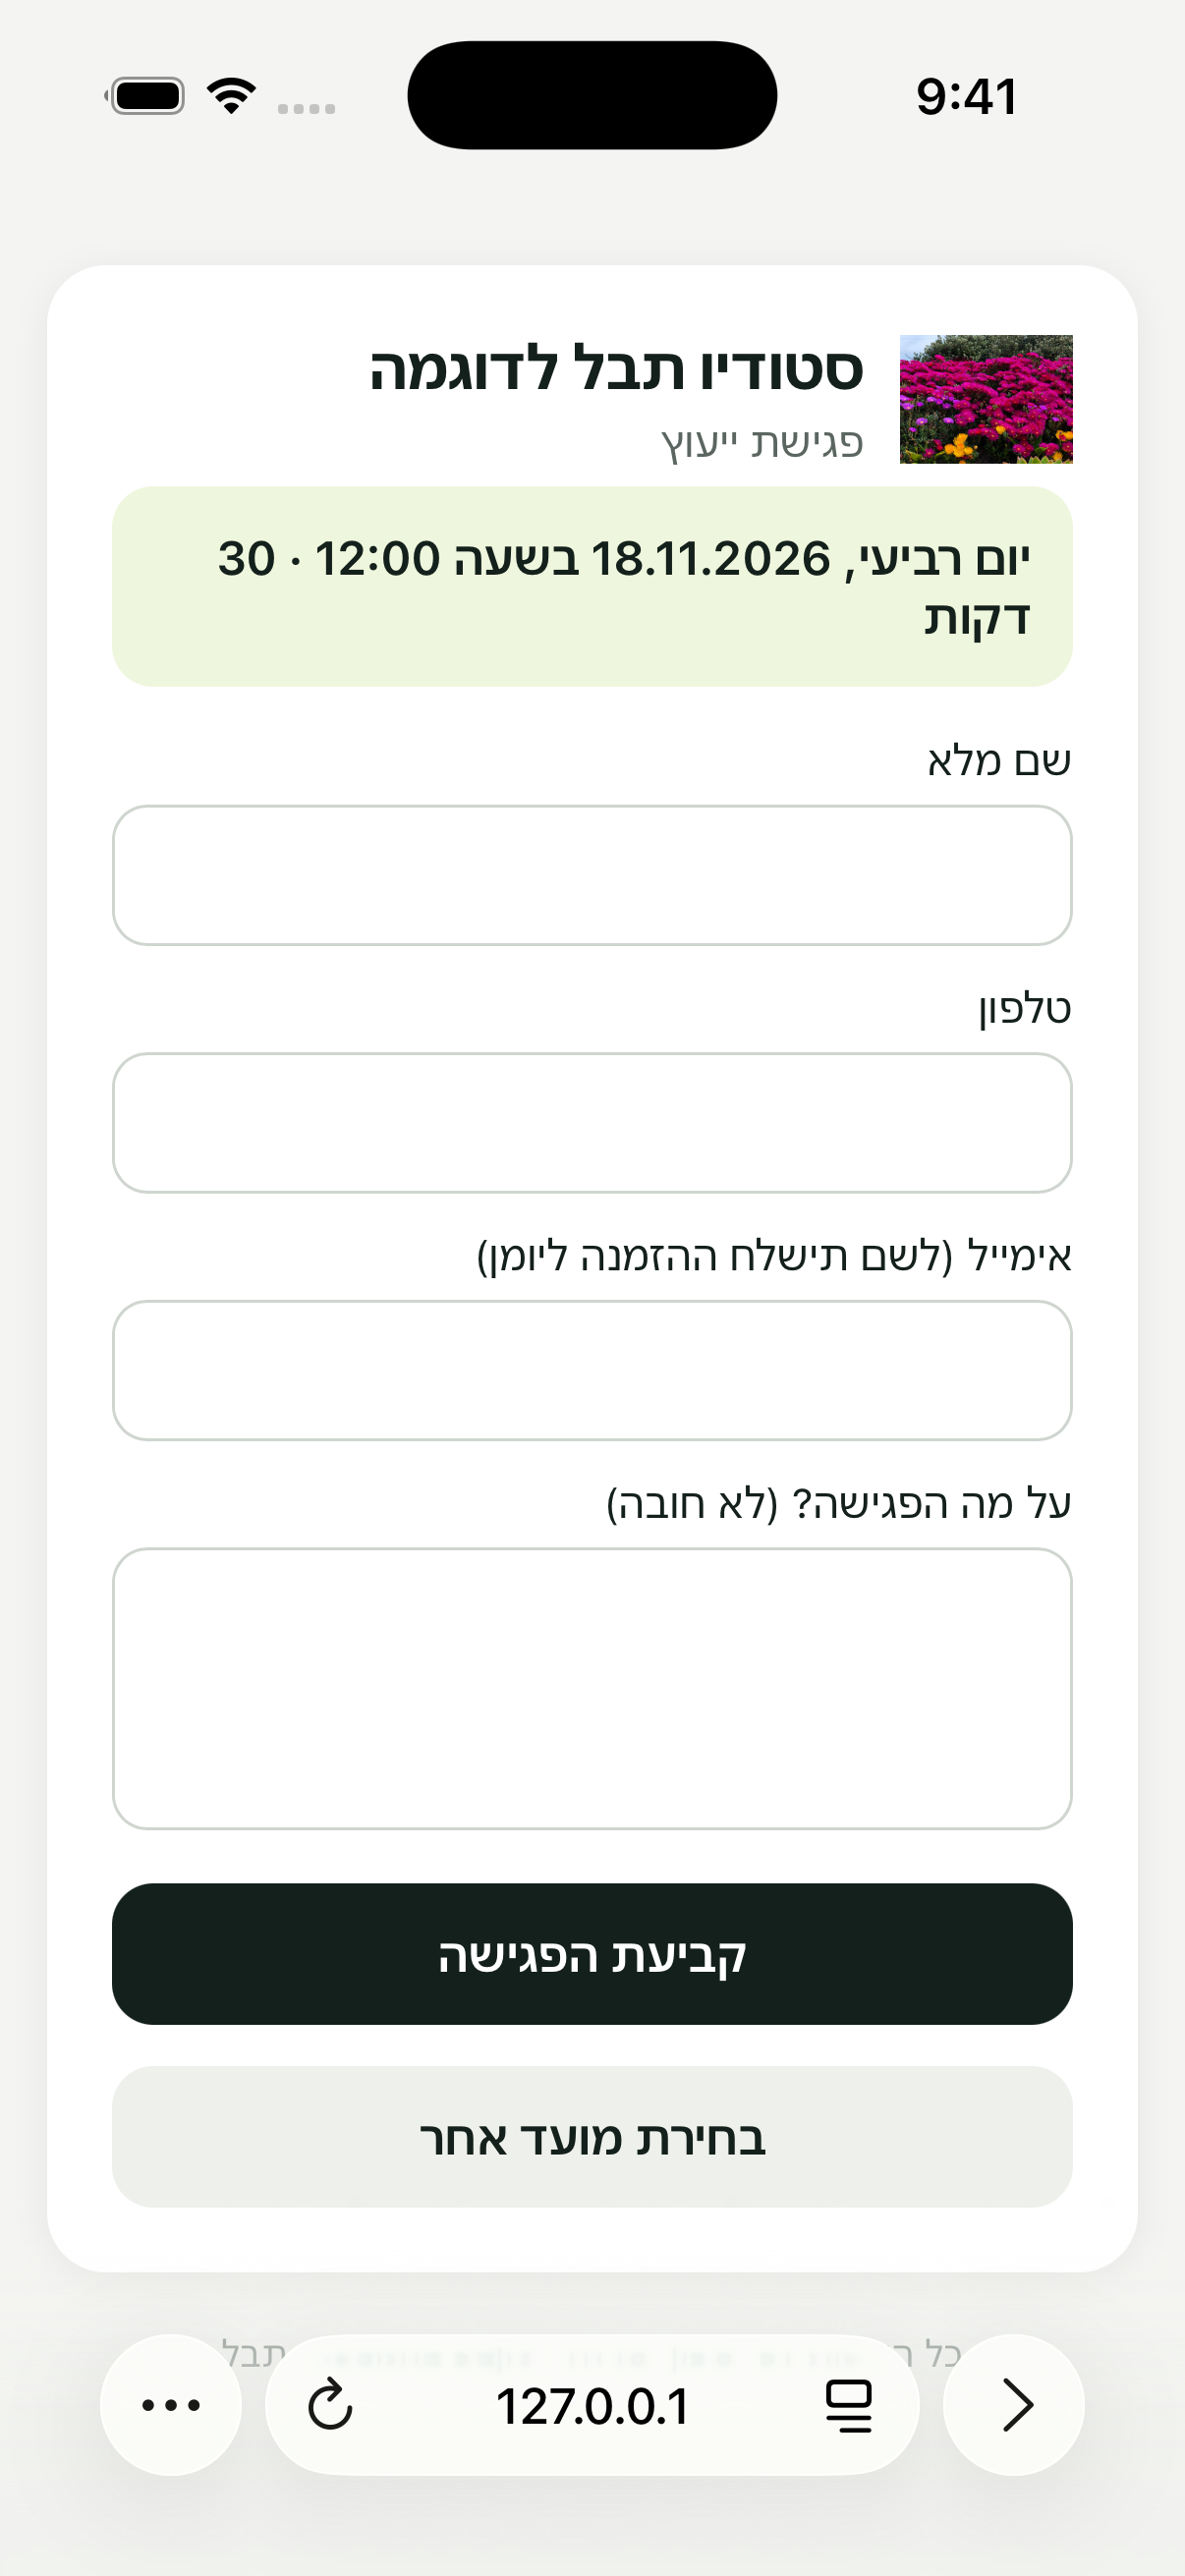 9:41
סטודיו תבל לדוגמה
פגישת ייעוץ
יום רביעי, 18.11.2026 בשעה 12:00 · 30
דקות
שם מלא
טלפון
אימייל (לשם תישלח ההזמנה ליומן)
על מה הפגישה? (לא חובה)
קביעת הפגישה
בחירת מועד אחר
כל
תבל
127.0.0.1